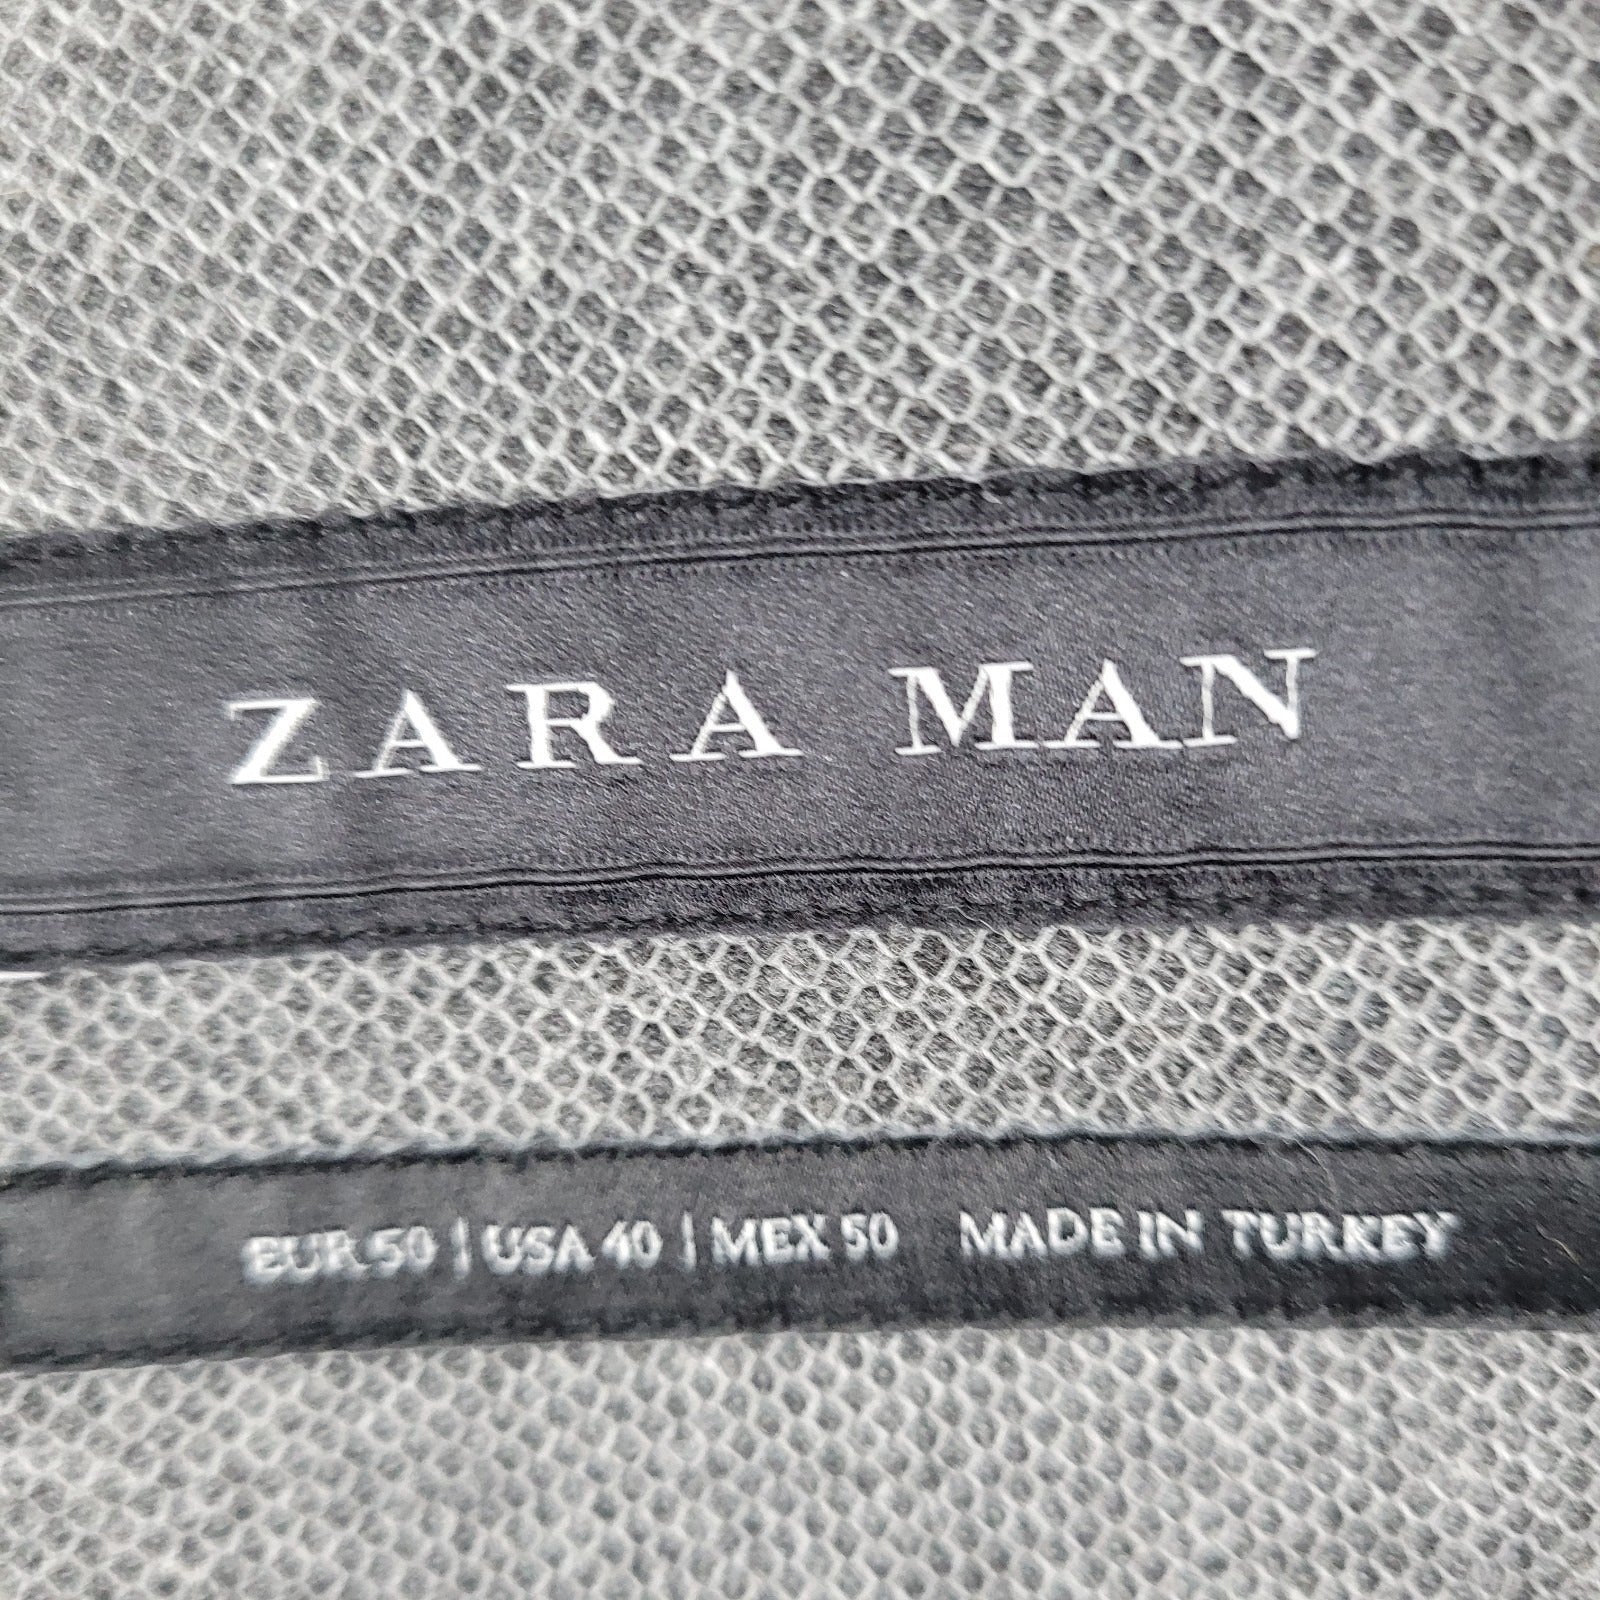 ZARA MAN
EUR 50 | USA 40 | MEX 50 MADE IN TURKEY